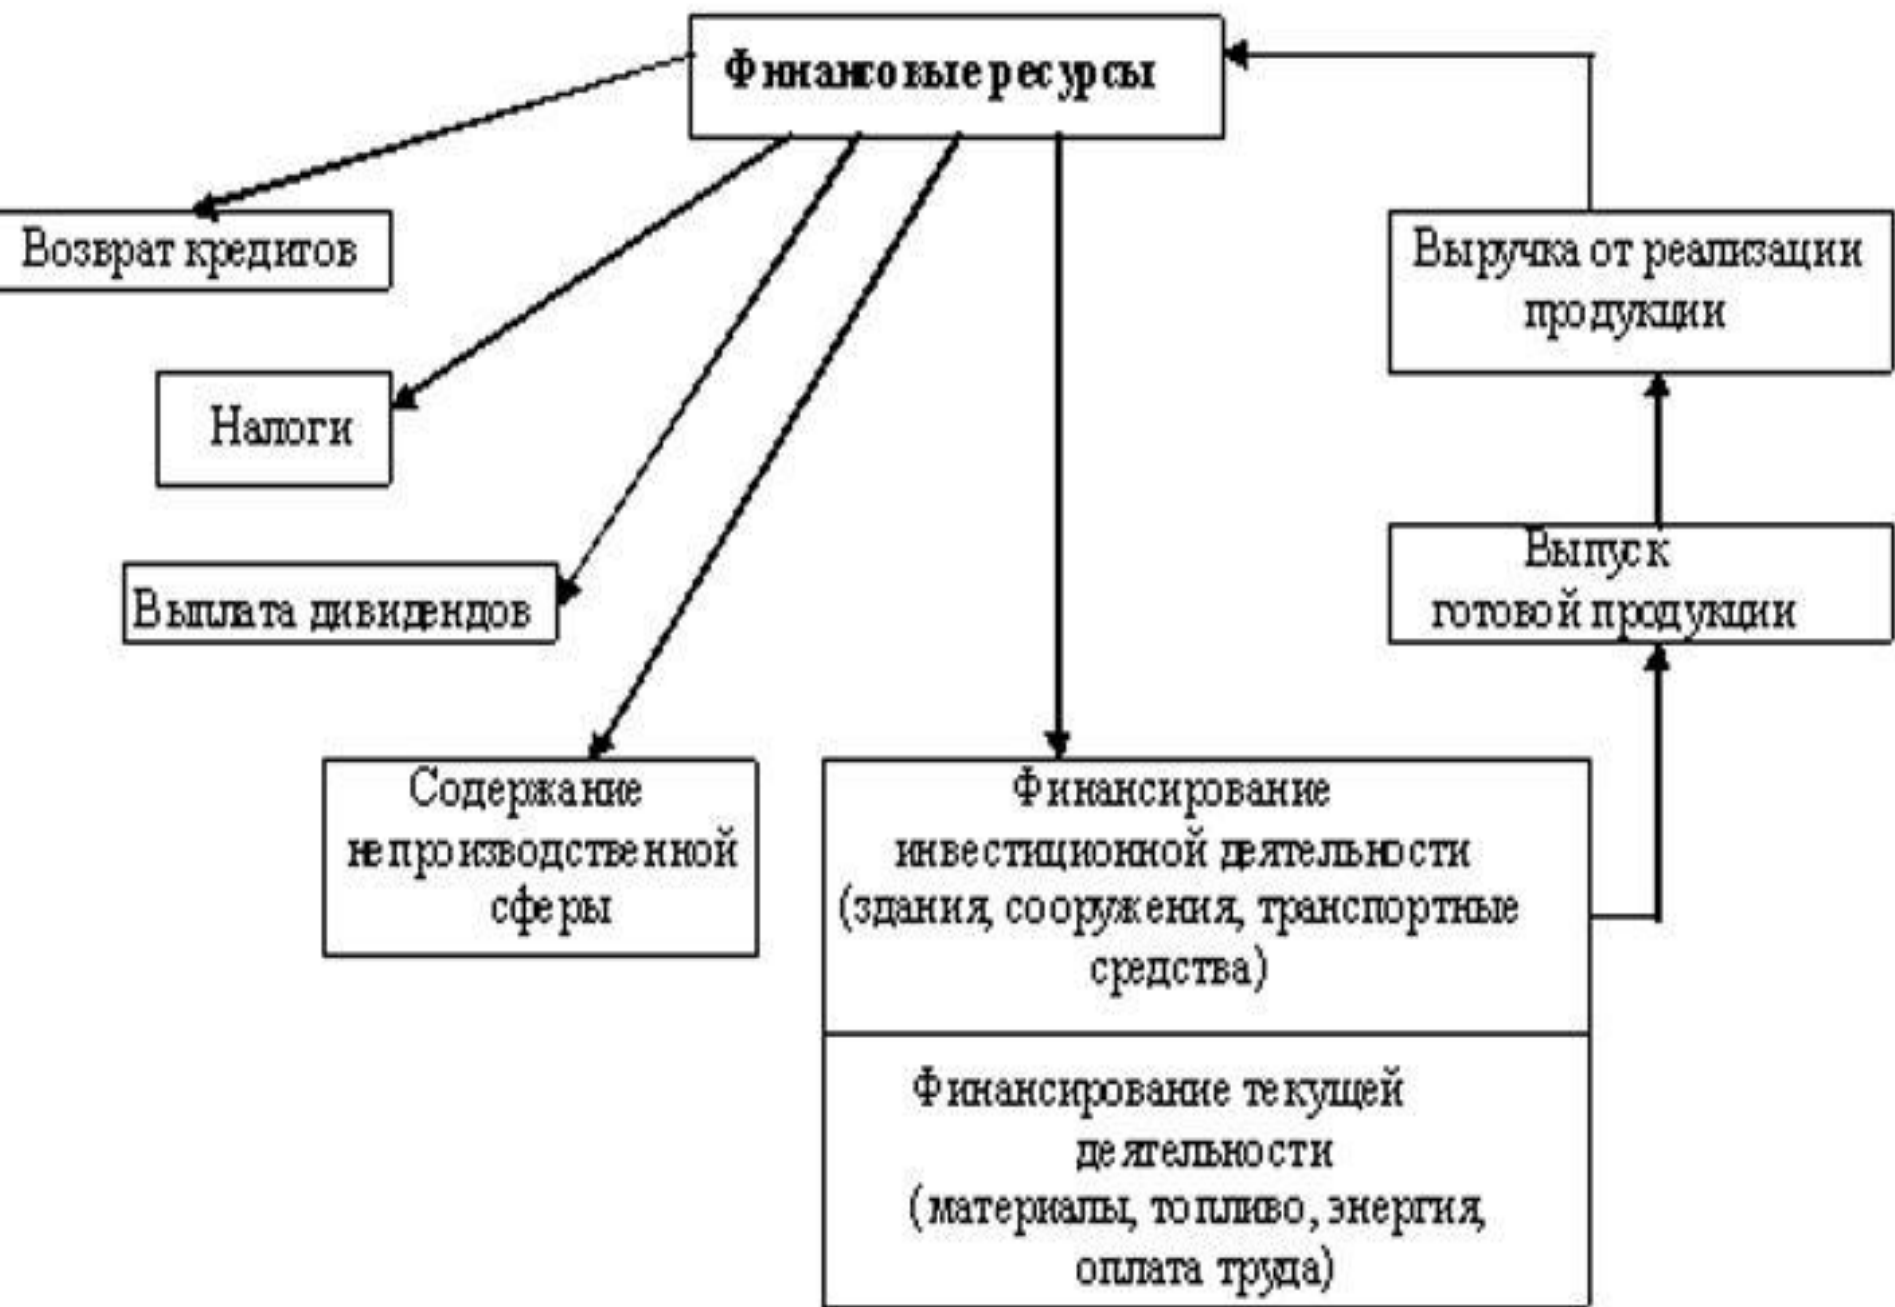 Финансовые ресурсы
Возврат кредитов
Выручка от реализации
продукции
Налоги
Выпуск
готовой продукции
Выплата дивидендов
Содержание
непроизводственной
сферы
Финансирование
инвестиционной деятельности
(здания, сооружения, транспортные
средства)
Финансирование текущей
деятельности
(материалы, топливо, энергия,
оплата труда)